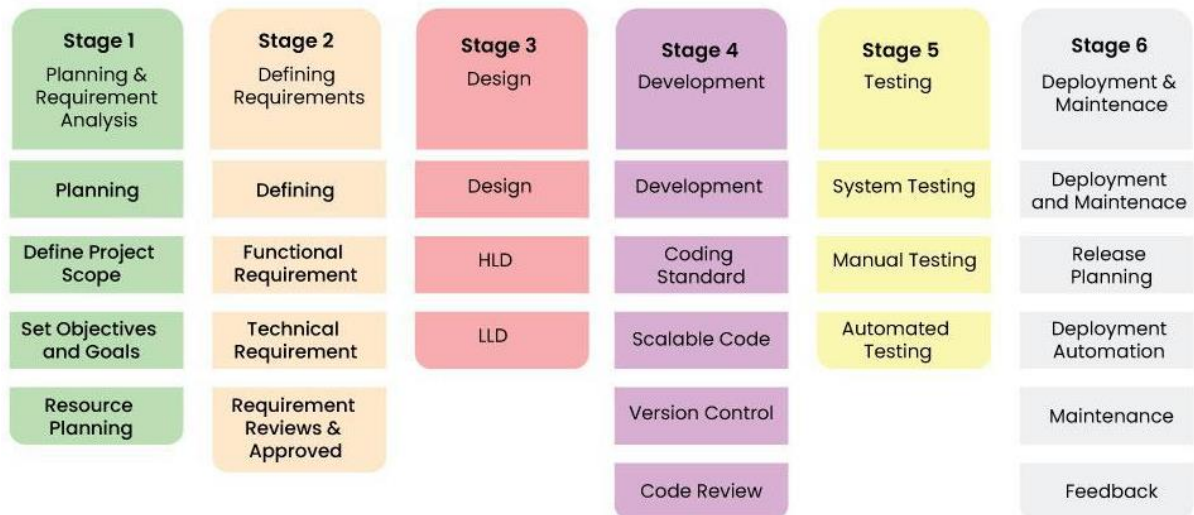 Stage 1
Planning &
Requirement
Analysis
Planning
Define Project
Scope
Set Objectives
and Goals
Resource
Planning
Stage 2
Defining
Requirements
Defining
Functional
Requirement
Technical
Requirement
Requirement
Reviews &
Approved
Stage 3
Design
Design
HLD
LLD
Stage 4
Development
Development
Coding
Standard
Scalable Code
Version Control
Code Review
Stage 5
Testing
System Testing
Manual Testing
Automated
Testing
Stage 6
Deployment &
Maintenace
Deployment
and Maintenace
Release
Planning
Deployment
Automation
Maintenance
Feedback